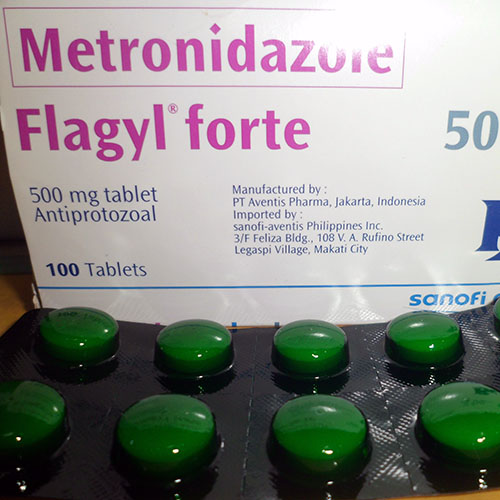 Metronidazole
Flagyl® forte
50
500 mg tablet
Antiprotozoal
100 Tablets
Manufactured by :
PT Aventis Pharma, Jakarta, Indonesia
Imported by :
sanofi-aventis Philippines Inc.
3/F Feliza Bldg., 108 V. A. Rufino Street
Legaspi Village, Makati City
sanofi